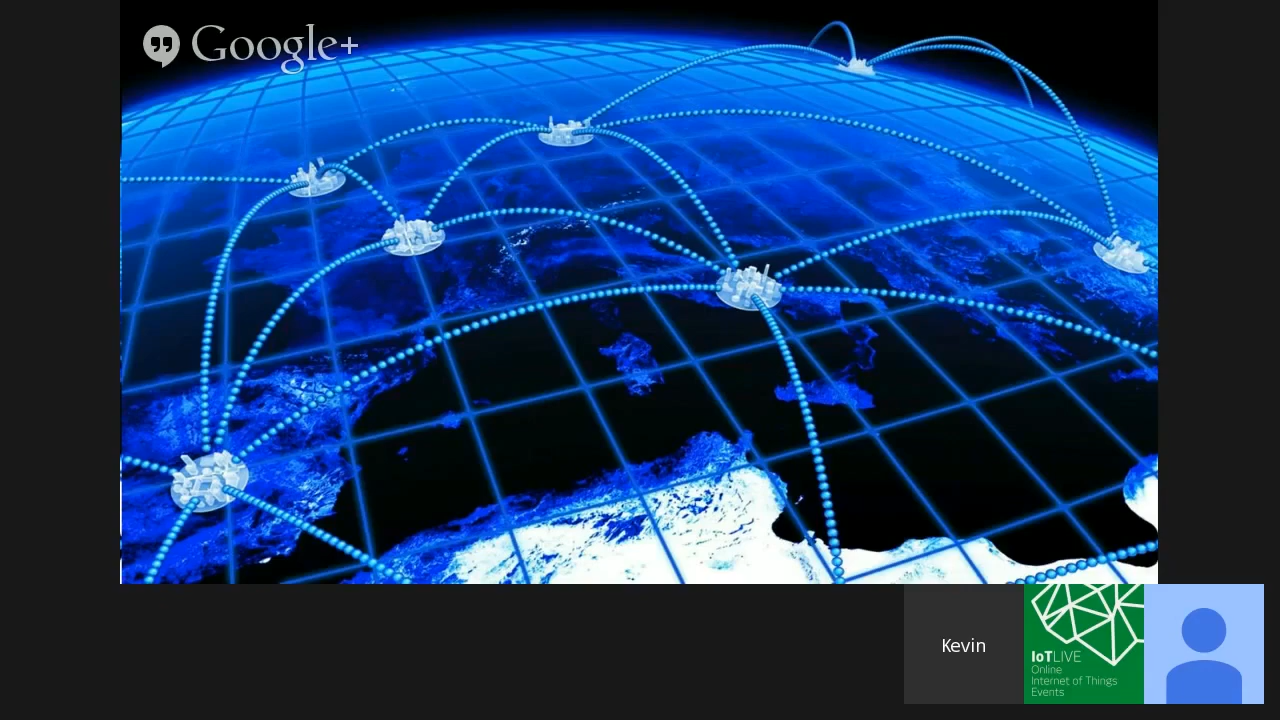 Google+
Kevin
IoTLIVE
Online
Internet of Things
Events